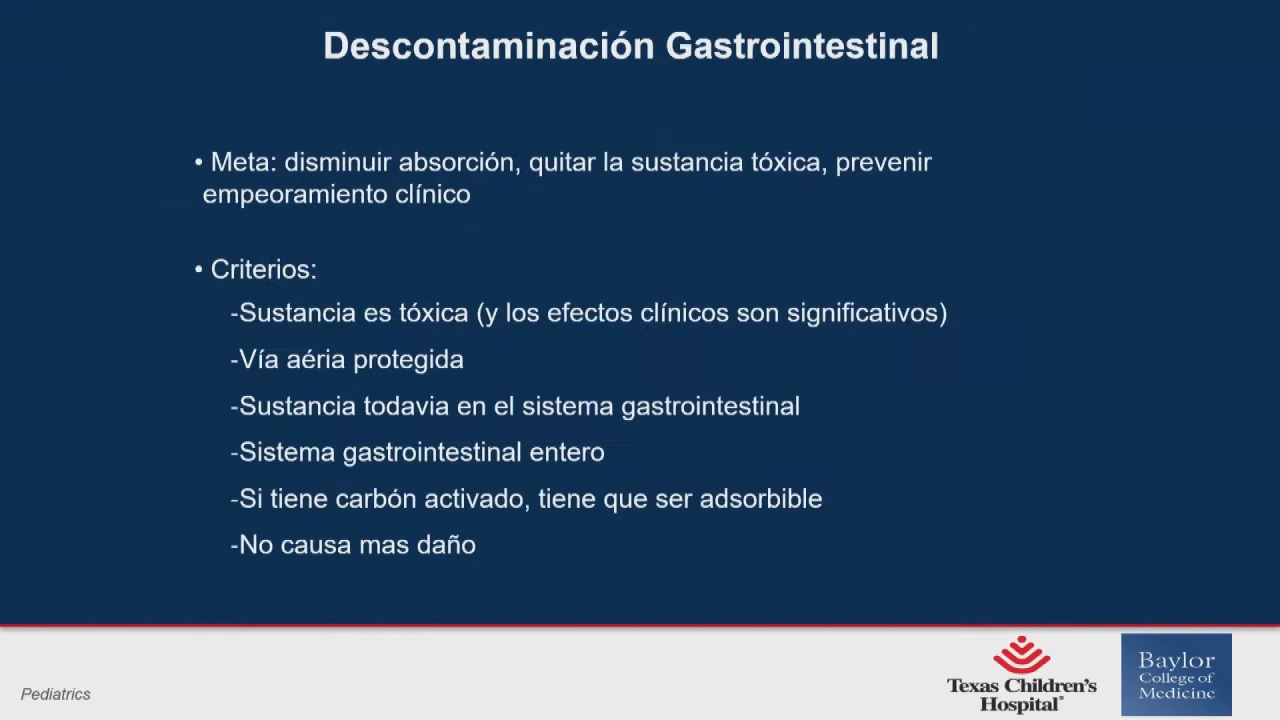 Descontaminación Gastrointestinal
• Meta: disminuir absorción, quitar la sustancia tóxica, prevenir
empeoramiento clínico
• Criterios:
-Sustancia es tóxica (y los efectos clínicos son significativos)
-Vía aéria protegida
-Sustancia todavia en el sistema gastrointestinal
-Sistema gastrointestinal entero
-Si tiene carbón activado, tiene que ser adsorbible
-No causa mas daño
Pediatrics
Texas Children's
Hospital®
Baylor
College of
Medicine